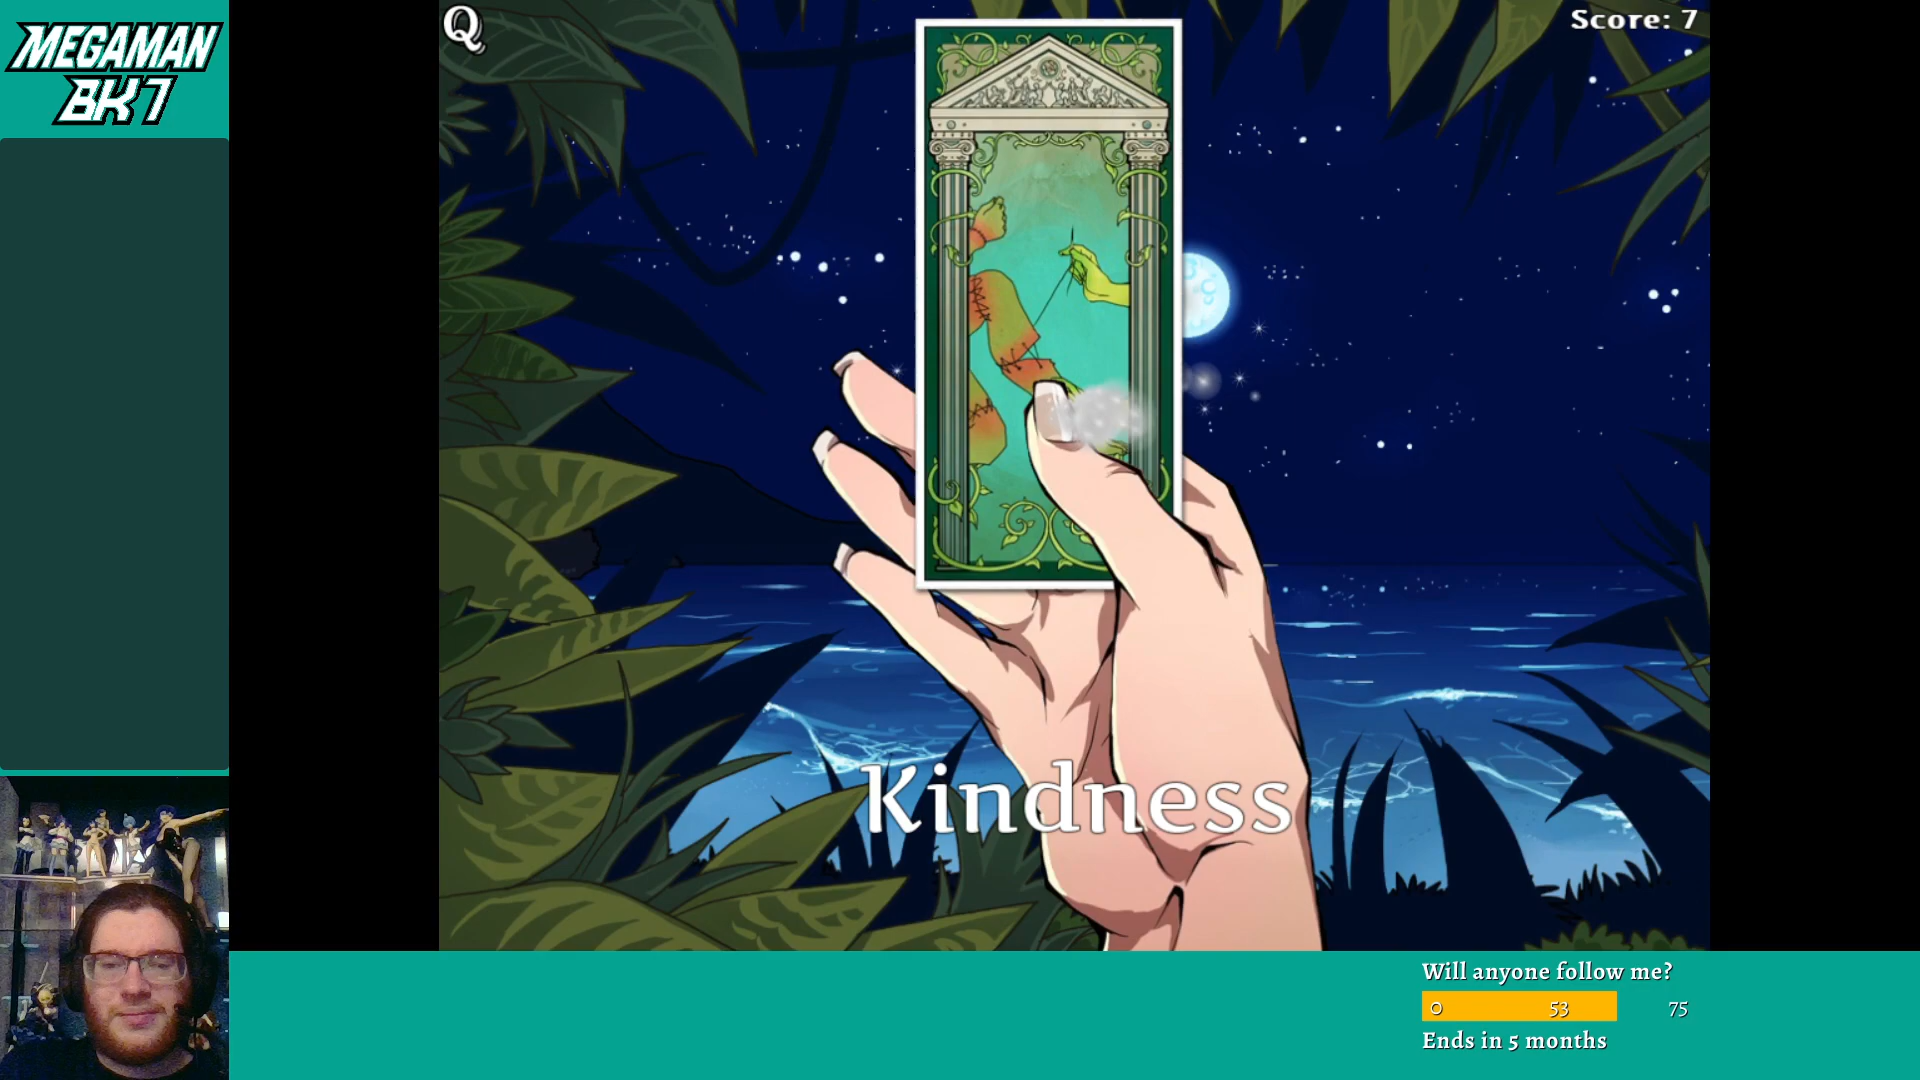 MEGAMAN
BK7
Q
Score: 7
Kindness
Will anyone follow me?
0 53 75
Ends in 5 months